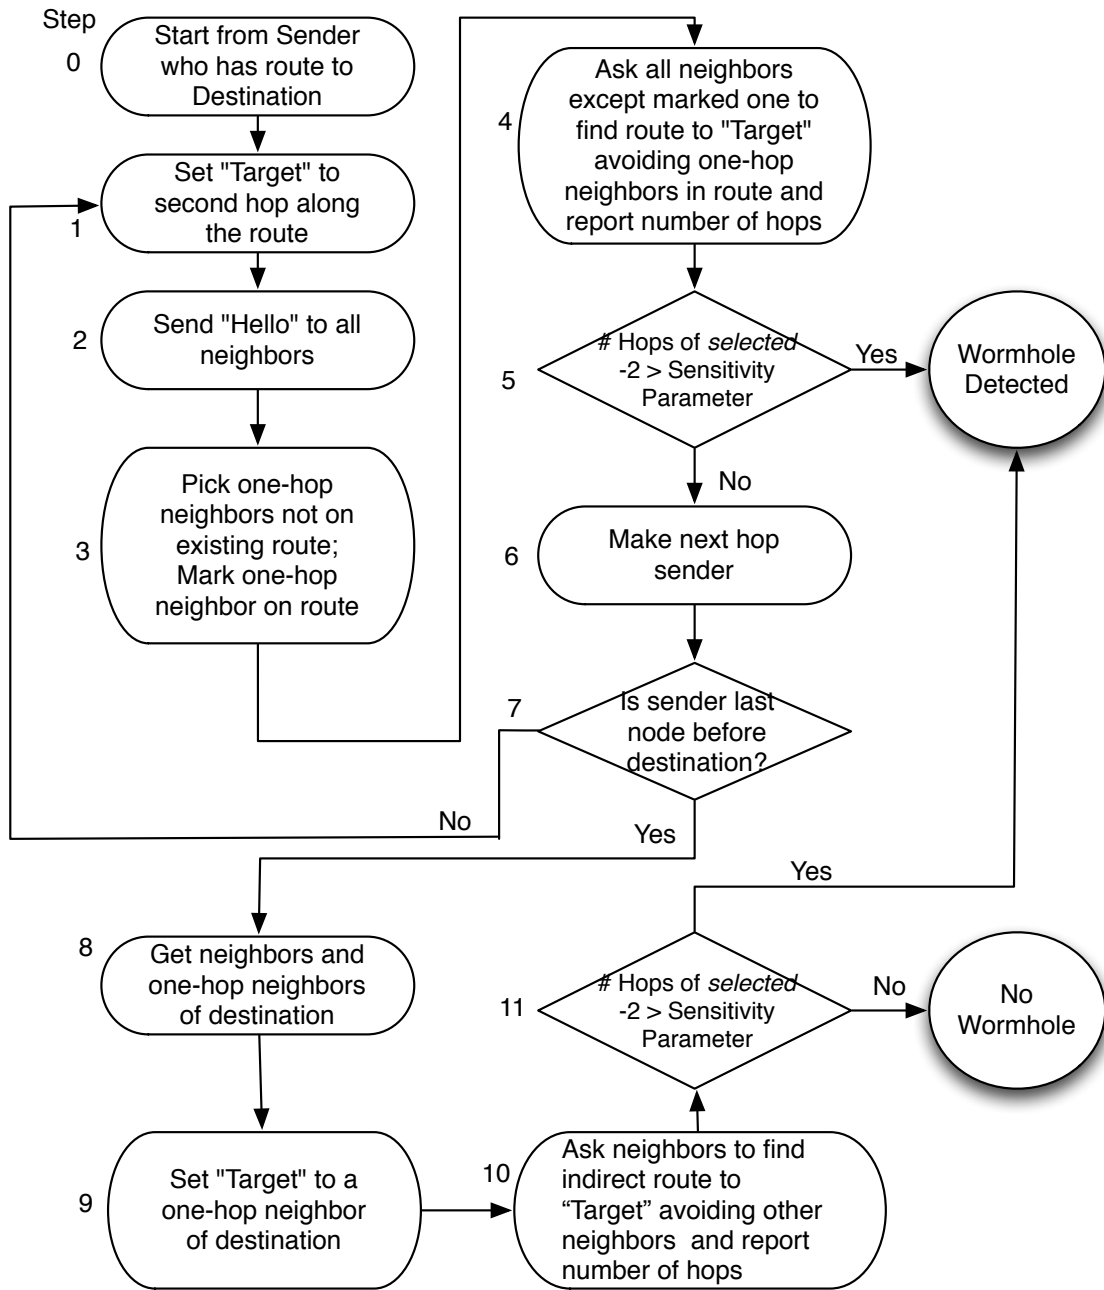 Step
0
Start from Sender
who has route to
Destination
1
Set "Target" to
second hop along
the route
2
Send "Hello" to all
neighbors
3
Pick one-hop
neighbors not on
existing route;
Mark one-hop
neighbor on route
4
Ask all neighbors
except marked one to
find route to "Target"
avoiding one-hop
neighbors in route and
report number of hops
5
# Hops of selected
-2 > Sensitivity
Parameter
Yes
Wormhole
Detected
No
6
Make next hop
sender
7
Is sender last
node before
destination?
No
Yes
8
Get neighbors and
one-hop neighbors
of destination
9
Set "Target" to a
one-hop neighbor
of destination
10
Ask neighbors to find
indirect route to
“Target” avoiding other
neighbors and report
number of hops
11
# Hops of selected
-2 > Sensitivity
Parameter
Yes
No
No
Wormhole